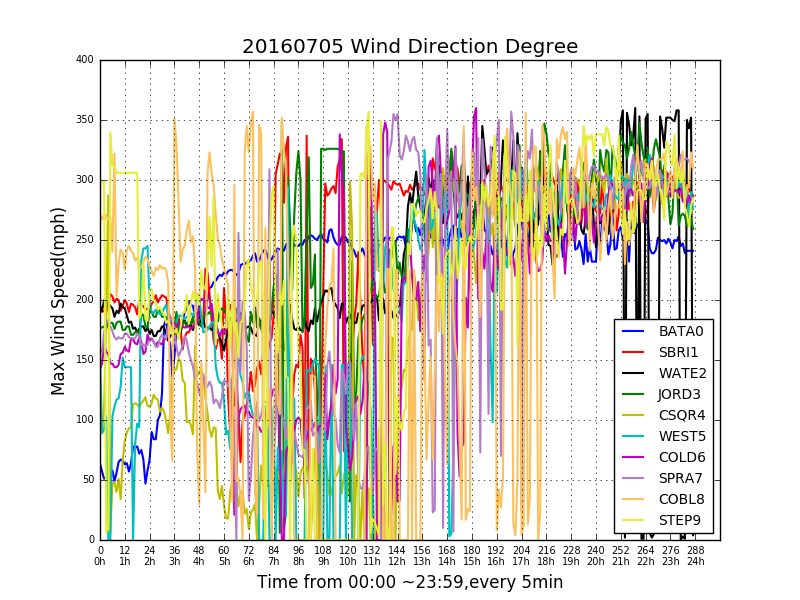 20160705 Wind Direction Degree
Max Wind Speed(mph)
400
350
300
250
200
150
100
50
0
BATA0
SBRI1
WATE2
JORD3
CSQR4
WEST5
COLD6
SPRA7
COBL8
STEP9
0 12 24 36 48 60 72 84 96 108 120 132 144 156 168 180 192 204 216 228 240 252 264 276 288
0h 1h 2h 3h 4h 5h 6h 7h 8h 9h 10h 11h 12h 13h 14h 15h 16h 17h 18h 19h 20h 21h 22h 23h 24h
Time from 00:00 ~23:59,every 5min